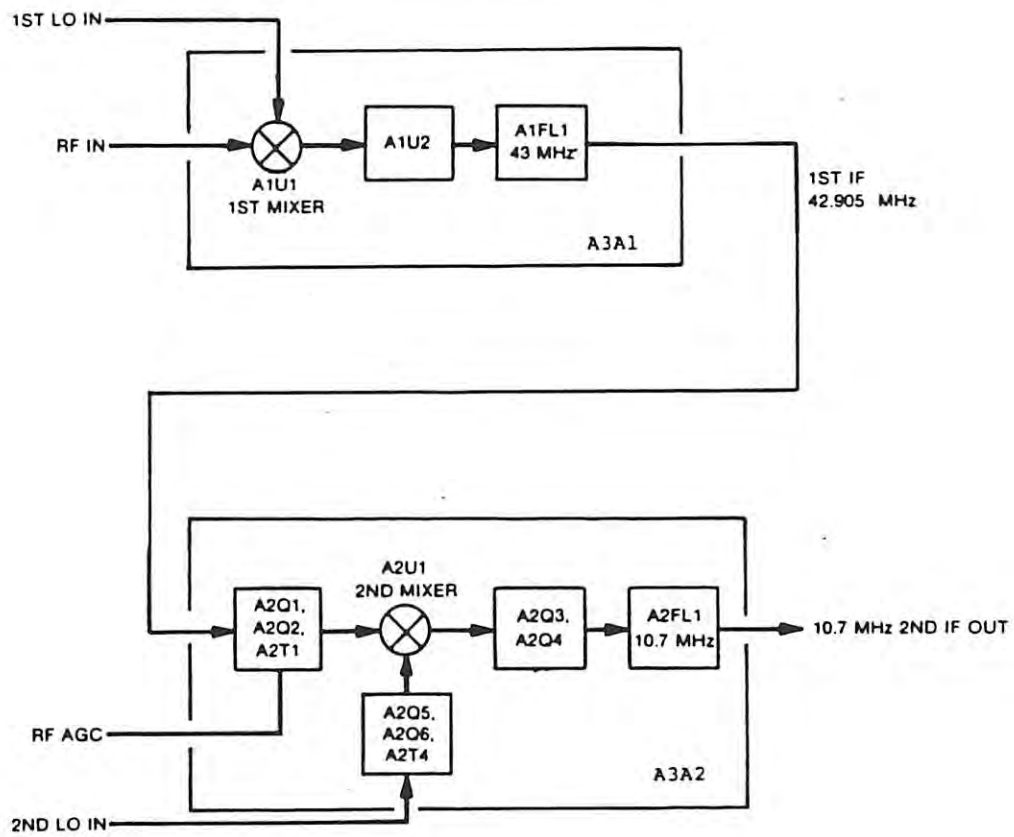 1ST LO IN
RF IN
A1U1
1ST MIXER
A1U2
A1FL1
43 MHz
1ST IF
42.905 MHz
A3A1
A2Q1,
A2Q2,
A2T1
A2U1
2ND MIXER
A2Q3,
A2Q4
A2FL1
10.7 MHz
10.7 MHz 2ND IF OUT
A2Q5,
A2Q6,
A2T4
RF AGC
A3A2
2ND LO IN